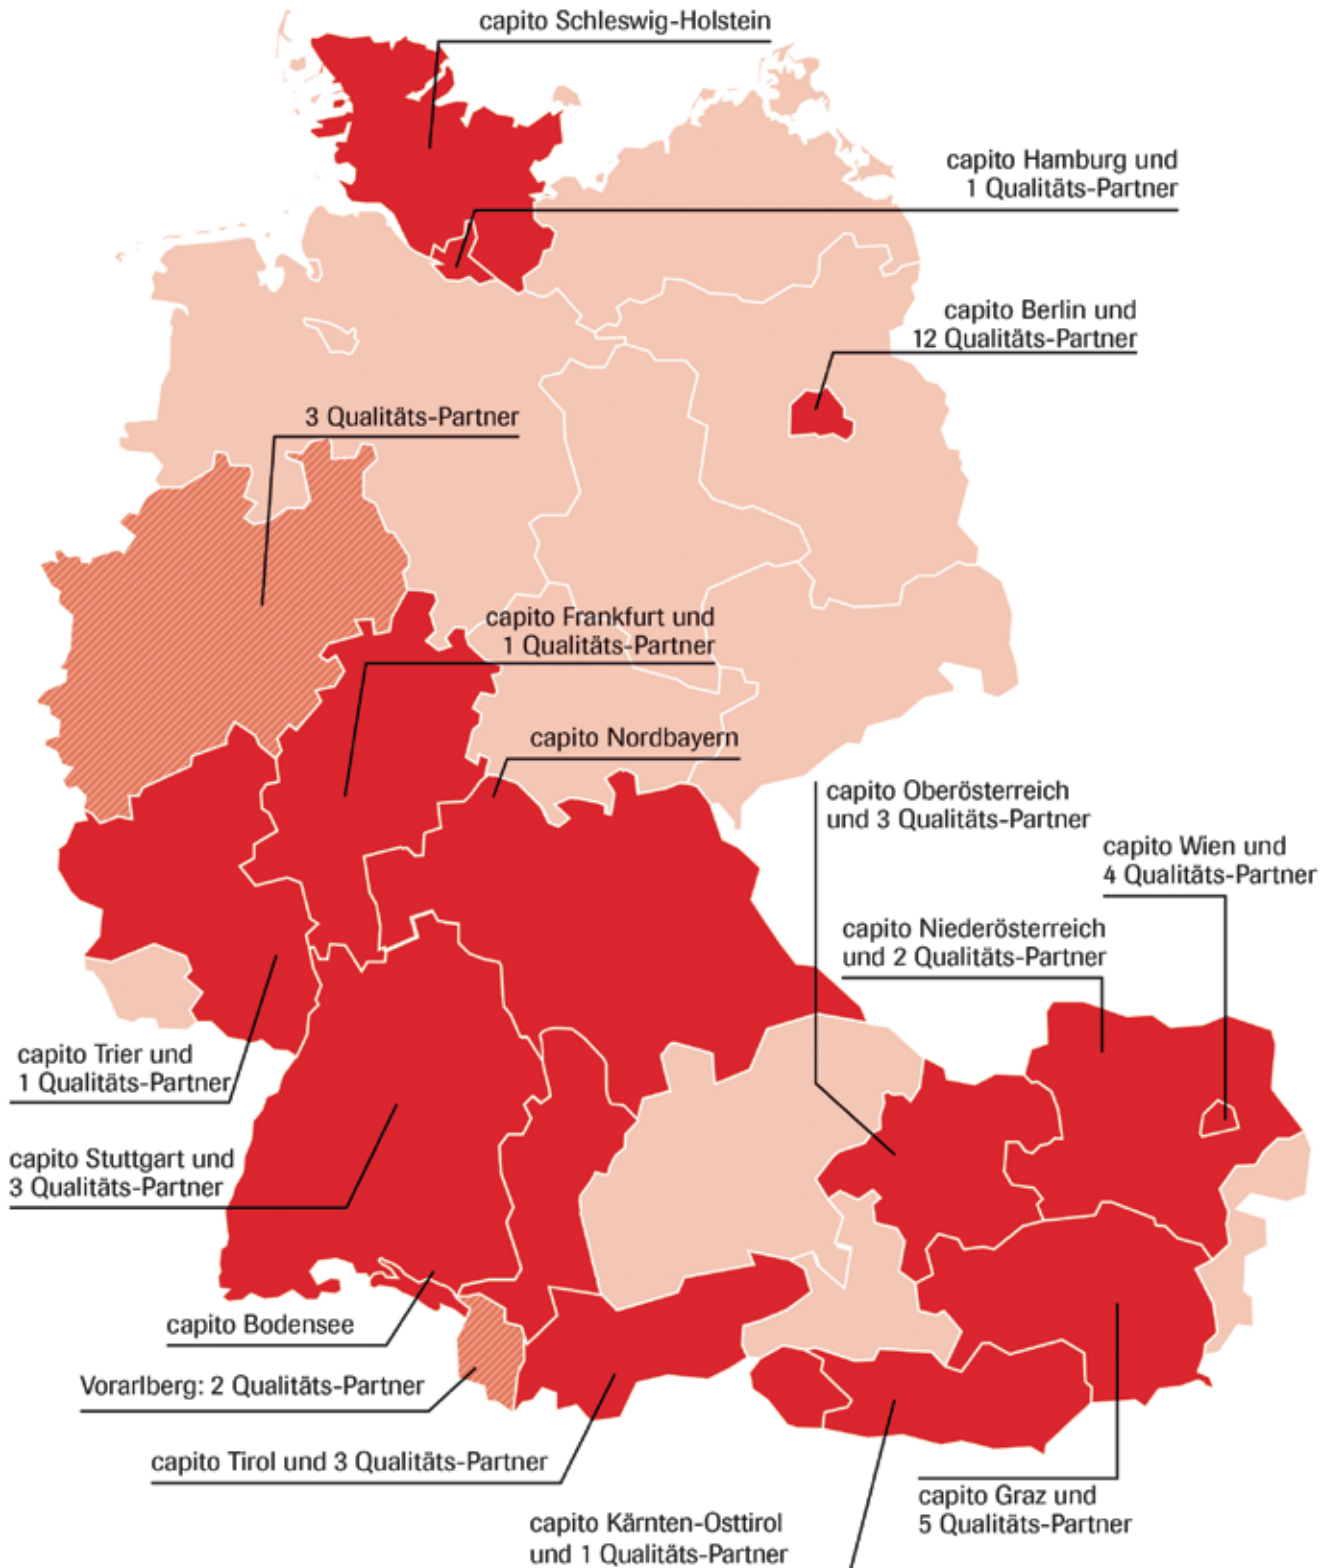 capito Schleswig-Holstein
capito Hamburg und
1 Qualitäts-Partner
capito Berlin und
12 Qualitäts-Partner
3 Qualitäts-Partner
capito Frankfurt und
1 Qualitäts-Partner
capito Nordbayern
capito Oberösterreich
und 3 Qualitäts-Partner
capito Wien und
4 Qualitäts-Partner
capito Niederösterreich
und 2 Qualitäts-Partner
capito Trier und
1 Qualitäts-Partner
capito Stuttgart und
3 Qualitäts-Partner
capito Bodensee
Vorarlberg: 2 Qualitäts-Partner
capito Tirol und 3 Qualitäts-Partner
capito Graz und
5 Qualitäts-Partner
capito Kärnten-Osttirol
und 1 Qualitäts-Partner